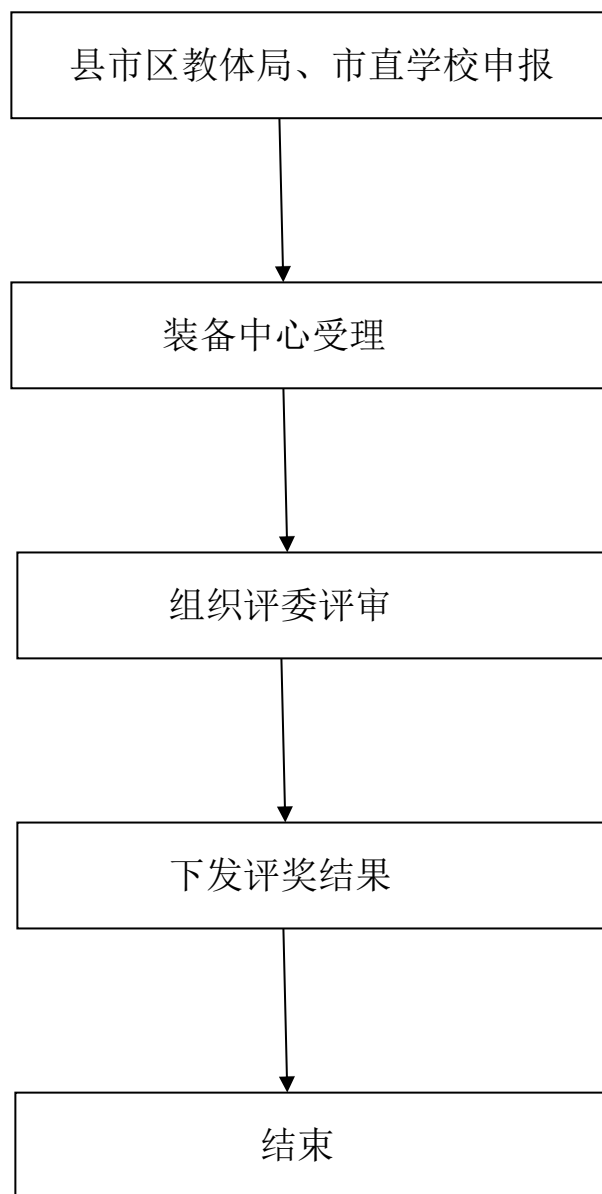 县市区教体局、市直学校申报
装备中心受理
组织评委评审
下发评奖结果
结束